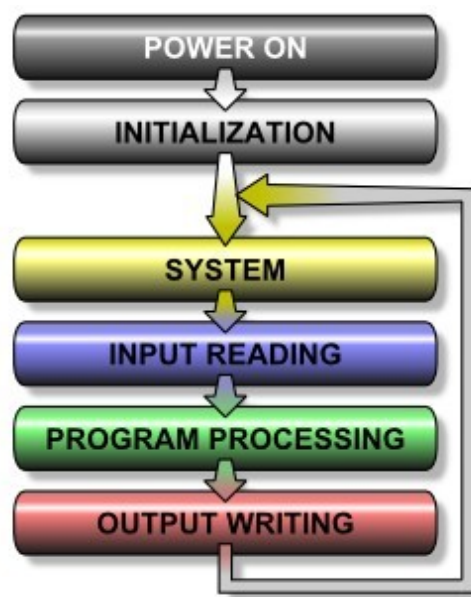 POWER ON
INITIALIZATION
SYSTEM
INPUT READING
PROGRAM PROCESSING
OUTPUT WRITING